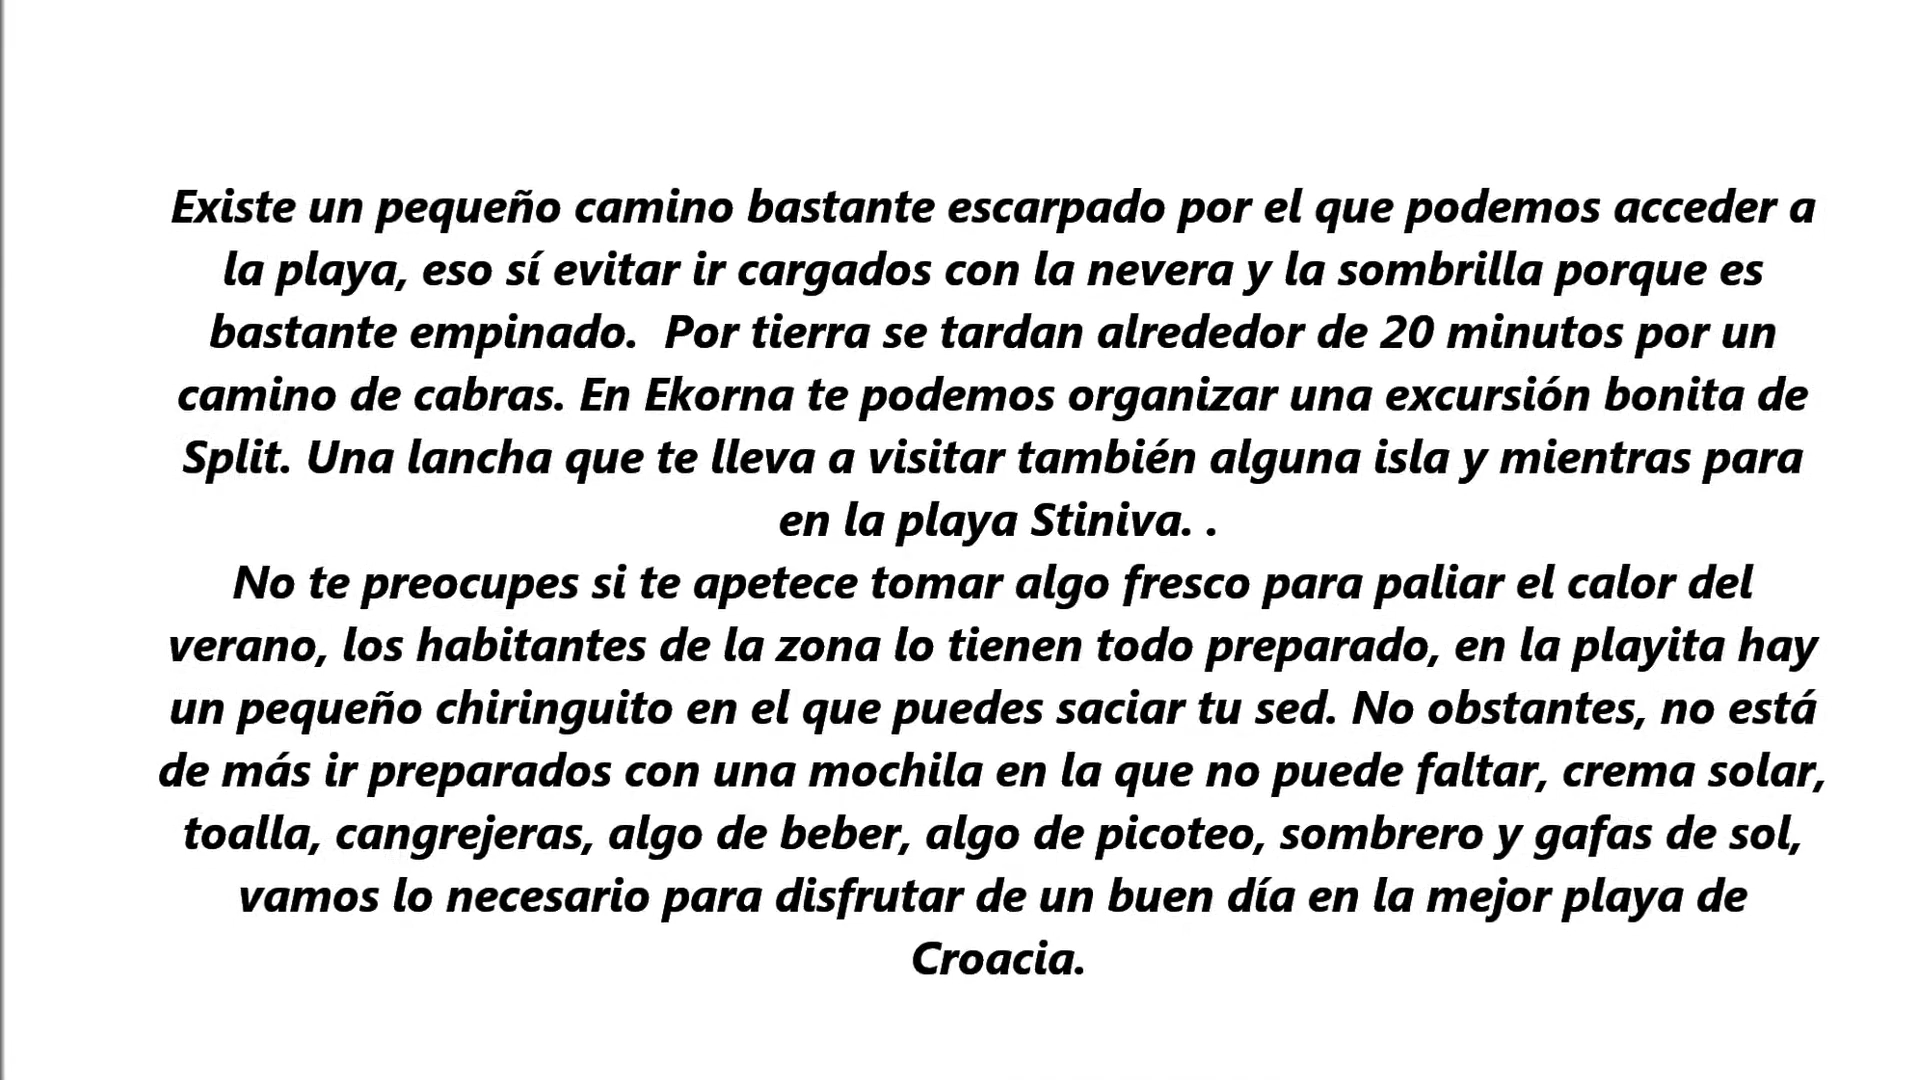 Existe un pequeño camino bastante escarpado por el que podemos acceder a
la playa, eso sí evitar ir cargados con la nevera y la sombrilla porque es
bastante empinado.  Por tierra se tardan alrededor de 20 minutos por un
camino de cabras. En Ekorna te podemos organizar una excursión bonita de
Split. Una lancha que te lleva a visitar también alguna isla y mientras para
en la playa Stiniva. .
No te preocupes si te apetece tomar algo fresco para paliar el calor del
verano, los habitantes de la zona lo tienen todo preparado, en la playita hay
un pequeño chiringuito en el que puedes saciar tu sed. No obstantes, no está
de más ir preparados con una mochila en la que no puede faltar, crema solar,
toalla, cangrejeras, algo de beber, algo de picoteo, sombrero y gafas de sol,
vamos lo necesario para disfrutar de un buen día en la mejor playa de
Croacia.